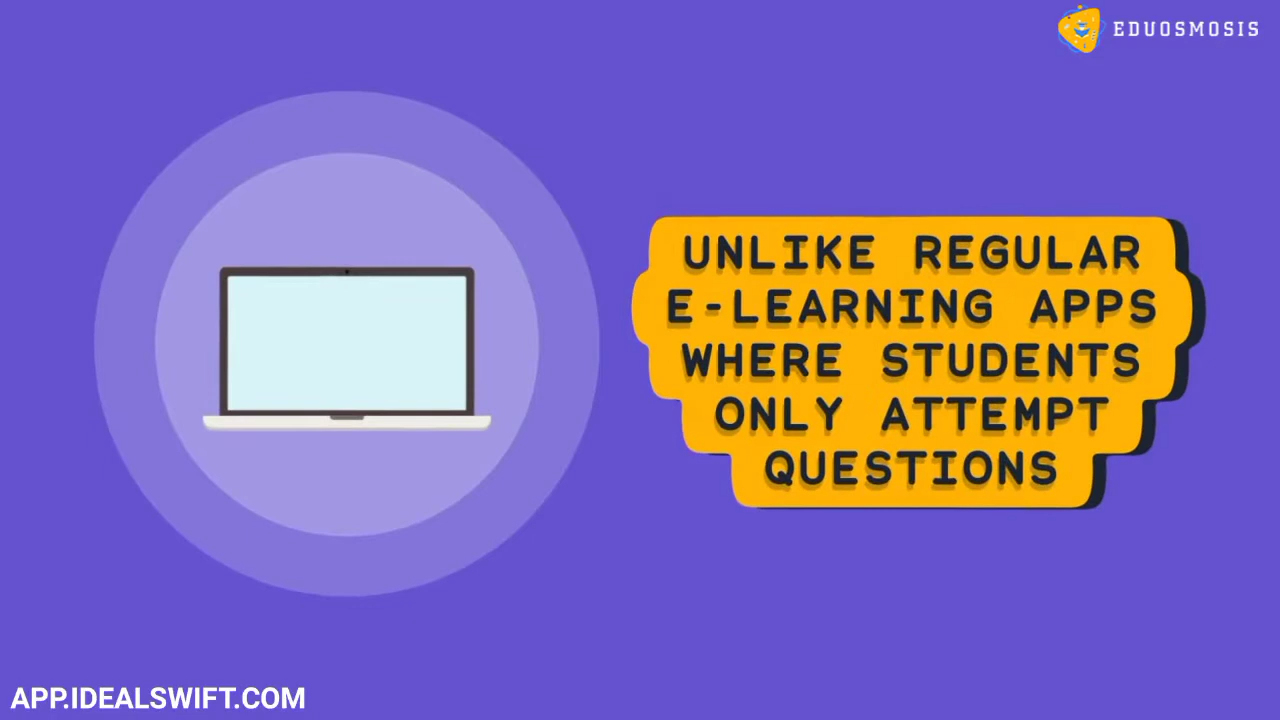 EDUOSMOSIS
UNLIKE REGULAR
E-LEARNING APPS
WHERE STUDENTS
ONLY ATTEMPT
QUESTIONS
APP.IDEALSWIFT.COM